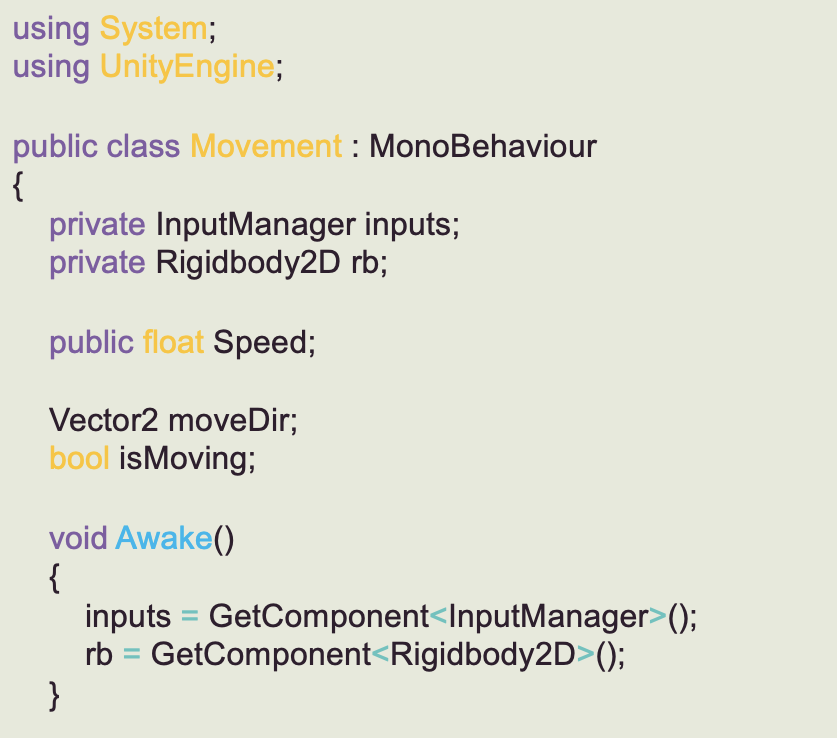 using System;
using UnityEngine;
public class Movement : MonoBehaviour
{
private InputManager inputs;
private Rigidbody2D rb;
public float Speed;
Vector2 moveDir;
bool isMoving;
void Awake()
{
inputs = GetComponent<InputManager>();
rb = GetComponent<Rigidbody2D>();
}